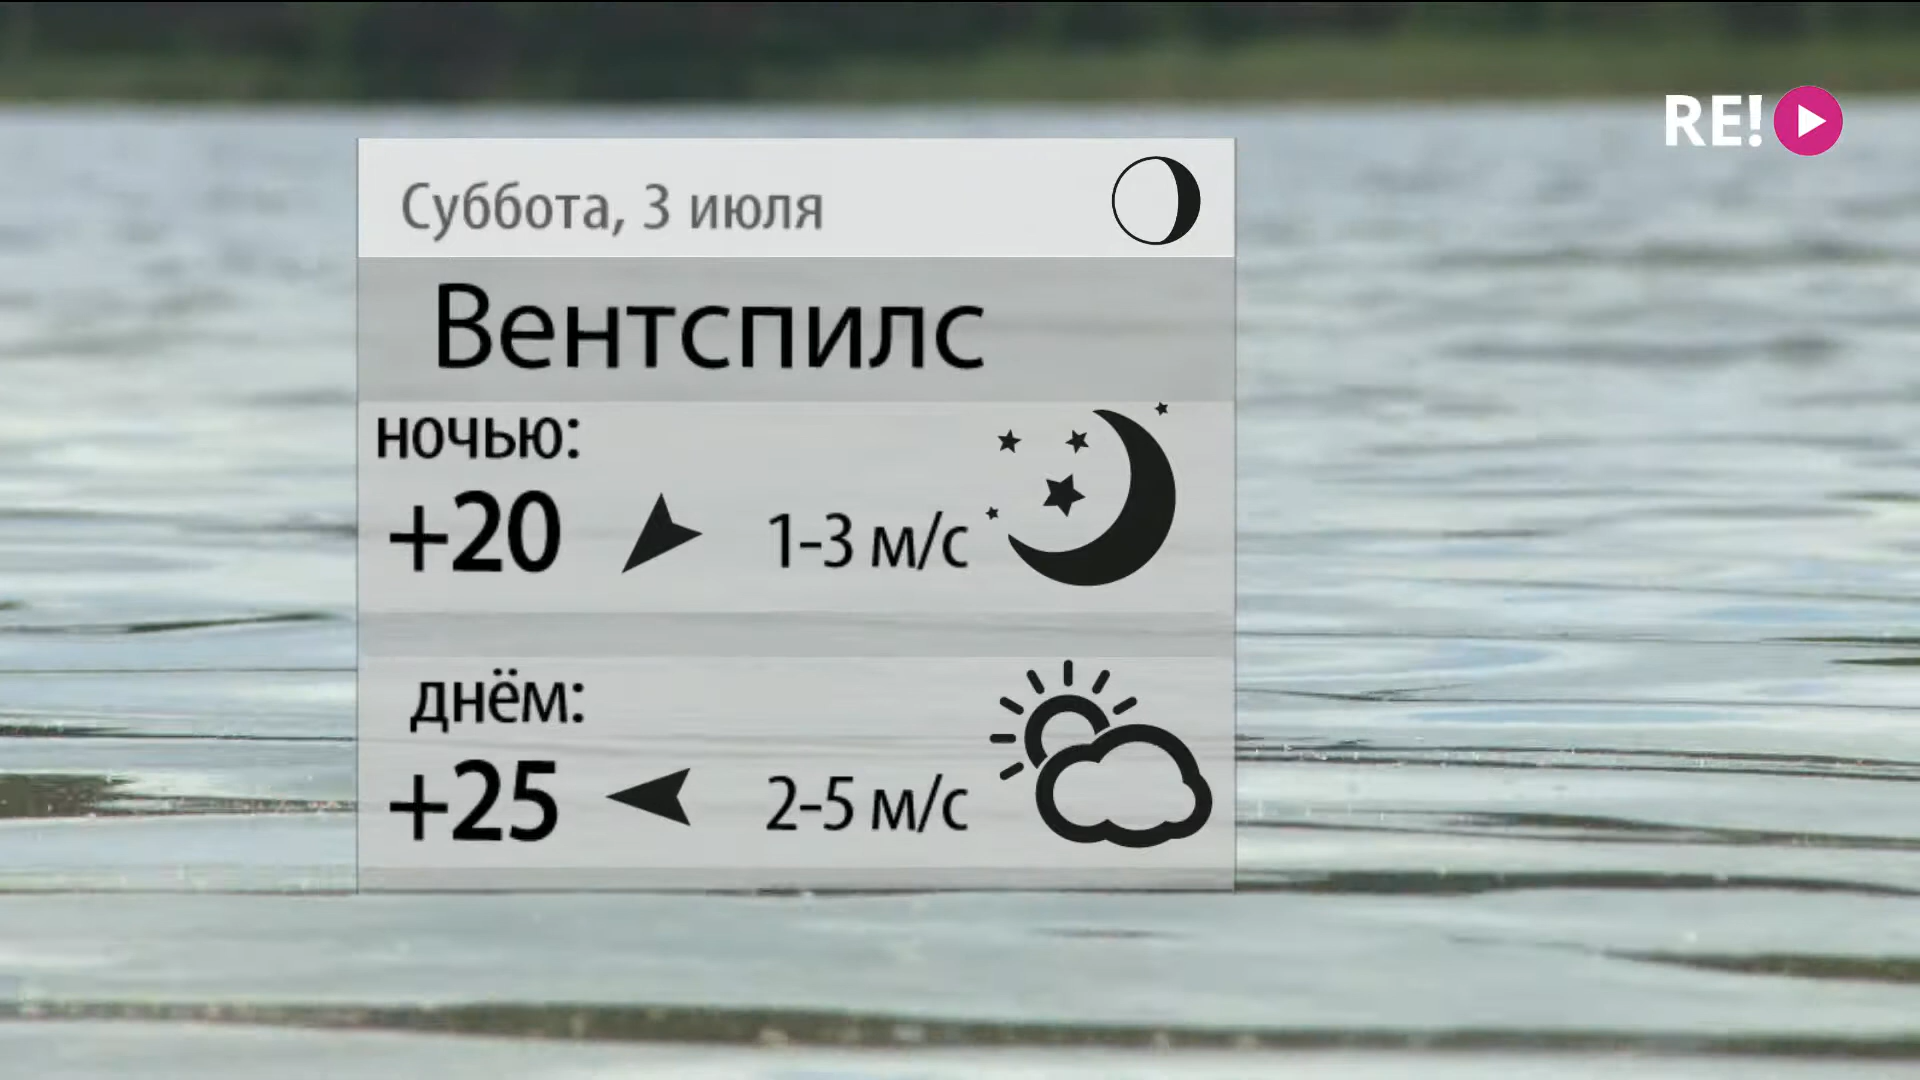 RE!
Суббота, 3 июля
Вентспилс
ночью:
+20 1-3 м/с
днём:
+25 2-5 м/с